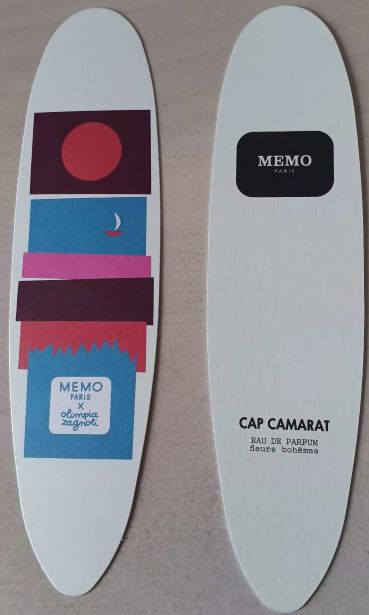 MEMO
PARIS
x
olimpia
zagnoli
MEMO
PARIS
CAP CAMARAT
EAU DE PARFUM
fleurs bohèmes